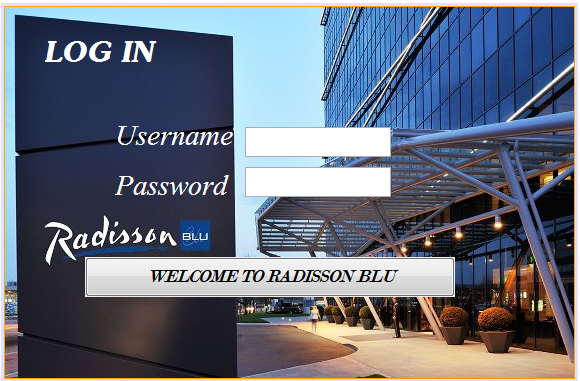 LOG IN
Username
Password
Radisson BLU
WELCOME TO RADISSON BLU